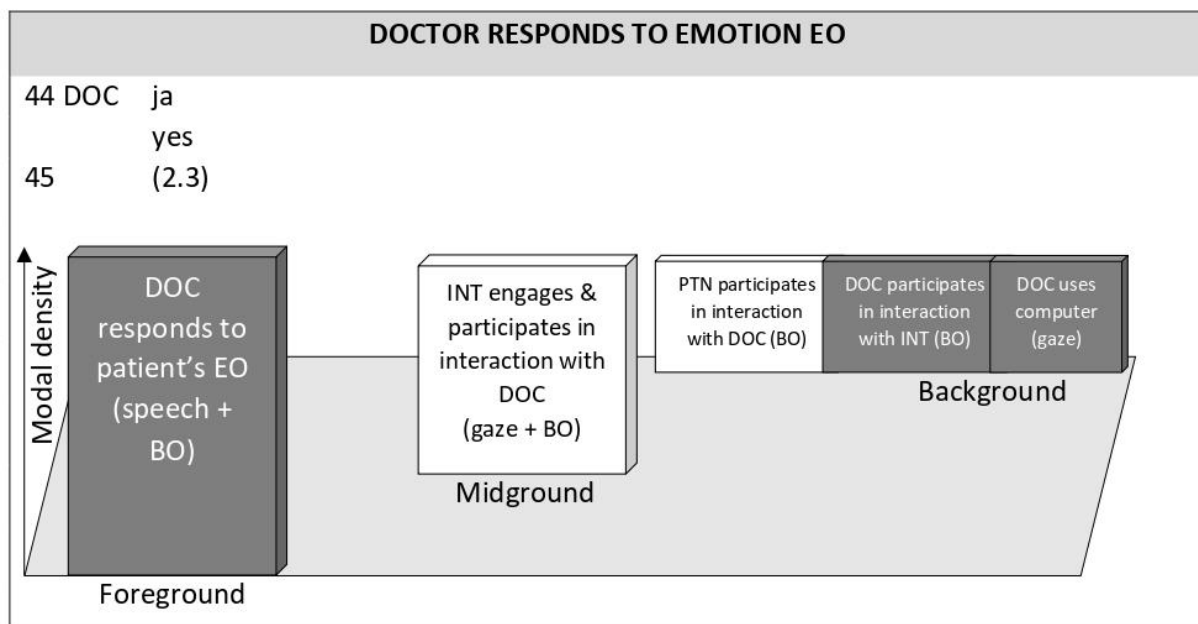 DOCTOR RESPONDS TO EMOTION EO
44 DOC ja
yes
45 (2.3)
Modal density
DOC
responds to
patient's EO
(speech +
BO)
Foreground
INT engages &
participates in
interaction with
DOC
(gaze + BO)
Midground
PTN participates
in interaction
with DOC (BO)
DOC participates
in interaction
with INT (BO)
DOC uses
computer
(gaze)
Background